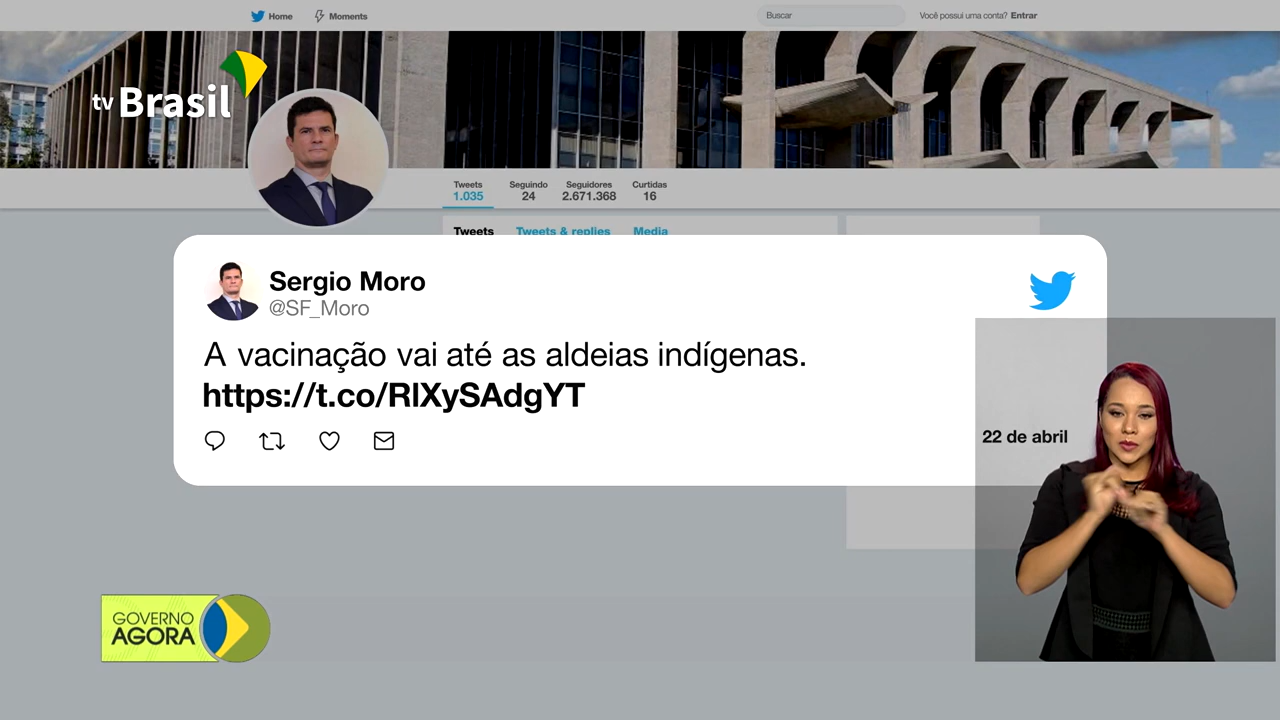 Home
Moments
Buscar
Você possui uma conta? Entrar
tv Brasil
Tweets
1.035
Seguindo
24
Seguidores
2.671.368
Curtidas
16
Tweets
Tweets & replies
Media
Sergio Moro
@SF_Moro
A vacinação vai até as aldeias indígenas.
https://t.co/RlXySAdgYT
22 de abril
GOVERNO
AGORA